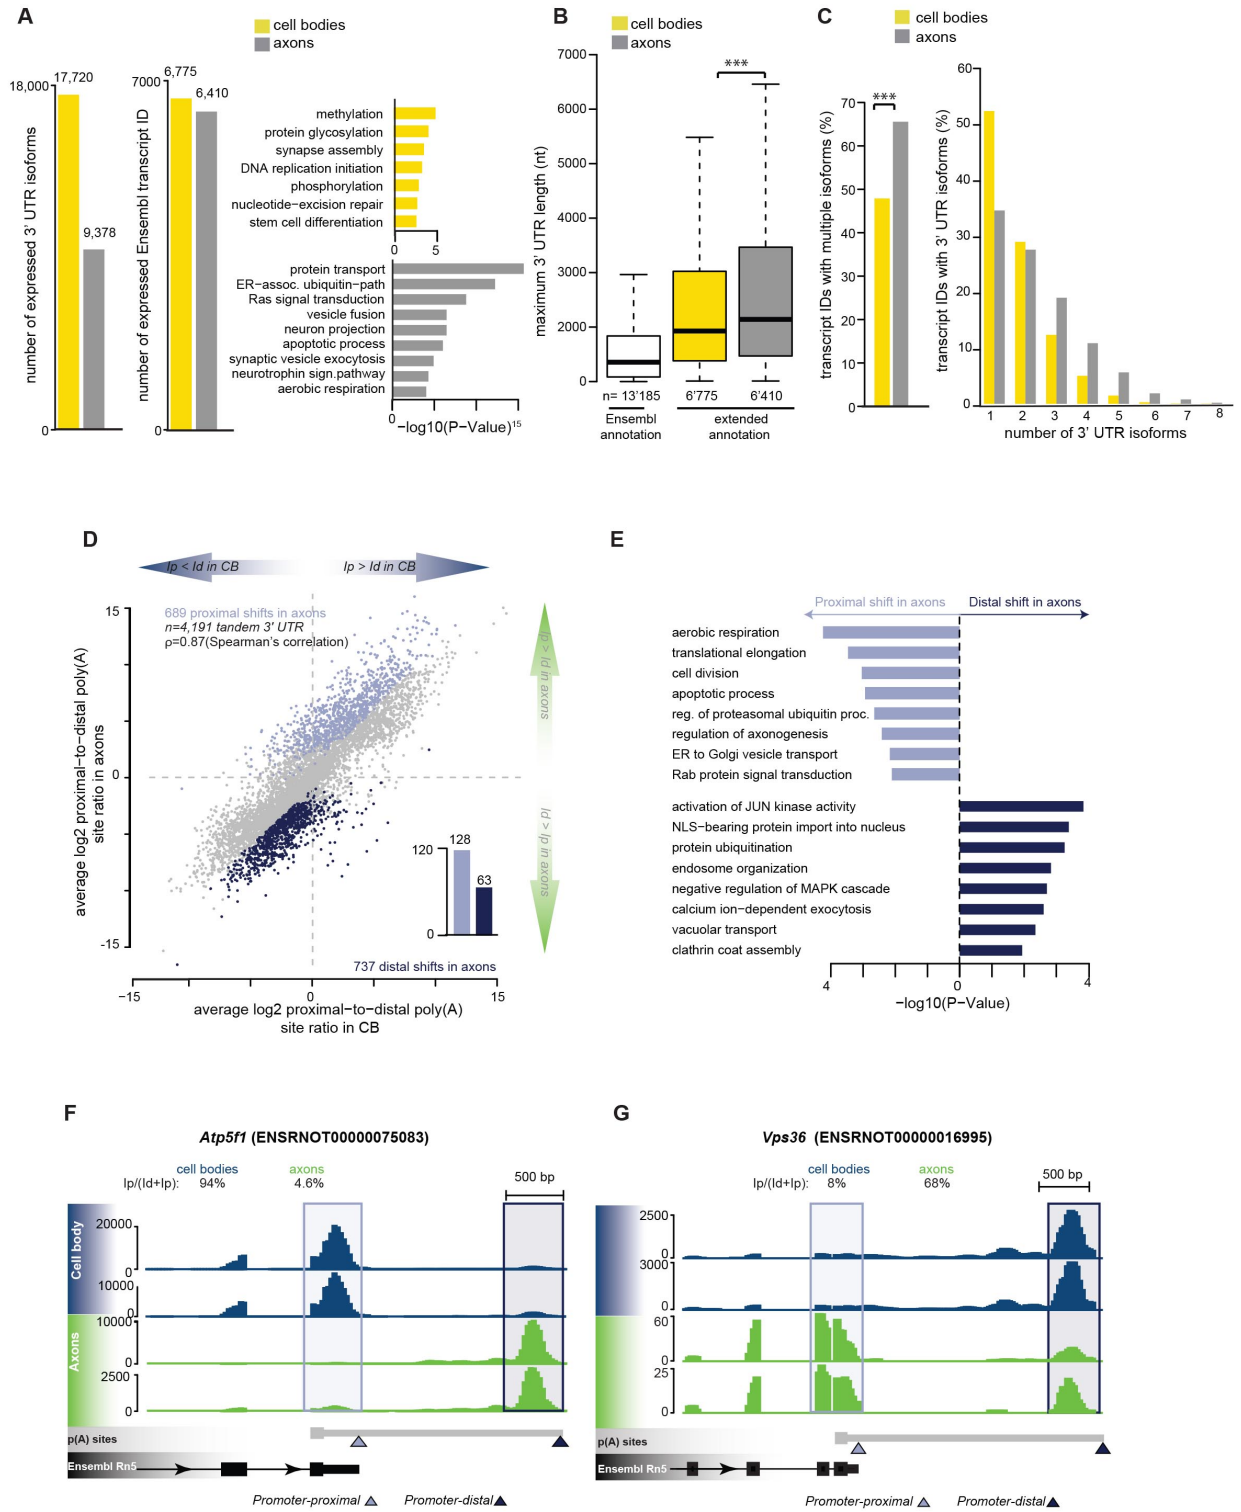 A
cell bodies
axons
number of expressed 3' UTR isoforms
18,000
17,720
9,378
0
number of expressed Ensembl transcript ID
7000
6,775
6,410
0
methylation
protein glycosylation
synapse assembly
DNA replication initiation
phosphorylation
nucleotide-excision repair
stem cell differentiation
0 5
protein transport
ER-assoc. ubiquitin-path
Ras signal transduction
vesicle fusion
neuron projection
apoptotic process
synaptic vesicle exocytosis
neurotrophin sign.pathway
aerobic respiration
0 15
-log10(P-Value)
B
cell bodies
axons
maximum 3' UTR length (nt)
7000
6000
5000
4000
3000
2000
1000
0
***
n= 13'185 6'775 6'410
Ensembl annotation
extended annotation
C
cell bodies
axons
transcript IDs with multiple isoforms (%)
70
60
50
40
30
20
10
0
***
transcript IDs with 3' UTR isoforms (%)
60
50
40
30
20
10
0
1 2 3 4 5 6 7 8
number of 3' UTR isoforms
D
Ip < Id in CB
Ip > Id in CB
689 proximal shifts in axons
n=4,191 tandem 3' UTR
ρ=0.87(Spearman's correlation)
average log2 proximal-to-distal poly(A)
site ratio in axons
15
0
-15
Ip > Id in axons
Id > Ip in axons
120
0
128
63
737 distal shifts in axons
-15 0 15
average log2 proximal-to-distal poly(A)
site ratio in CB
E
Proximal shift in axons
Distal shift in axons
aerobic respiration
translational elongation
cell division
apoptotic process
reg. of proteasomal ubiquitin proc.
regulation of axonogenesis
ER to Golgi vesicle transport
Rab protein signal transduction
activation of JUN kinase activity
NLS-bearing protein import into nucleus
protein ubiquitination
endosome organization
negative regulation of MAPK cascade
calcium ion-dependent exocytosis
vacuolar transport
clathrin coat assembly
4 0 4
-log10(P-Value)
F
Atp5f1 (ENSRNOT00000075083)
cell bodies axons
Ip/(Id+Ip): 94% 4.6%
500 bp
Cell body
20000
0
10000
0
Axons
10000
0
2500
0
p(A) sites
Ensembl Rn5
Promoter-proximal
Promoter-distal
G
Vps36 (ENSRNOT00000016995)
cell bodies axons
Ip/(Id+Ip): 8% 68%
500 bp
2500
0
3000
0
60
0
25
0
p(A) sites
Ensembl Rn5
Promoter-proximal
Promoter-distal